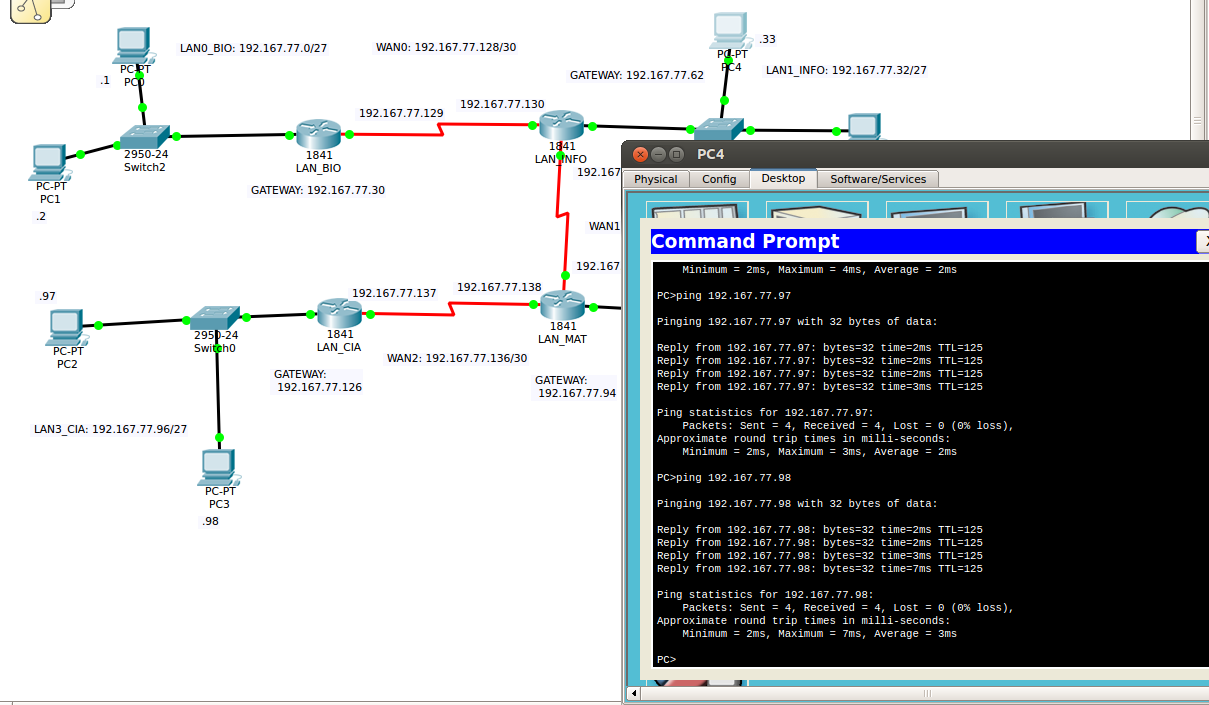 LAN0_BIO: 192.167.77.0/27
WAN0: 192.167.77.128/30
.33
PC-PT
PC4
GATEWAY: 192.167.77.62
LAN1_INFO: 192.167.77.32/27
PC-PT
PC0
.1
192.167.77.129
192.167.77.130
2950-24
Switch2
1841
LAN_BIO
1841
LAN_INFO
GATEWAY: 192.167.77.30
PC-PT
PC1
.2
192.167
WAN1
192.167
.97
192.167.77.137
192.167.77.138
PC-PT
PC2
2950-24
Switch0
1841
LAN_CIA
1841
LAN_MAT
WAN2: 192.167.77.136/30
GATEWAY:
192.167.77.126
GATEWAY:
192.167.77.94
LAN3_CIA: 192.167.77.96/27
PC-PT
PC3
.98
PC4
Physical Config Desktop Software/Services
Command Prompt
X
Minimum = 2ms, Maximum = 4ms, Average = 2ms
PC>ping 192.167.77.97
Pinging 192.167.77.97 with 32 bytes of data:
Reply from 192.167.77.97: bytes=32 time=2ms TTL=125
Reply from 192.167.77.97: bytes=32 time=2ms TTL=125
Reply from 192.167.77.97: bytes=32 time=2ms TTL=125
Reply from 192.167.77.97: bytes=32 time=3ms TTL=125
Ping statistics for 192.167.77.97:
Packets: Sent = 4, Received = 4, Lost = 0 (0% loss),
Approximate round trip times in milli-seconds:
Minimum = 2ms, Maximum = 3ms, Average = 2ms
PC>ping 192.167.77.98
Pinging 192.167.77.98 with 32 bytes of data:
Reply from 192.167.77.98: bytes=32 time=2ms TTL=125
Reply from 192.167.77.98: bytes=32 time=2ms TTL=125
Reply from 192.167.77.98: bytes=32 time=3ms TTL=125
Reply from 192.167.77.98: bytes=32 time=7ms TTL=125
Ping statistics for 192.167.77.98:
Packets: Sent = 4, Received = 4, Lost = 0 (0% loss),
Approximate round trip times in milli-seconds:
Minimum = 2ms, Maximum = 7ms, Average = 3ms
PC>